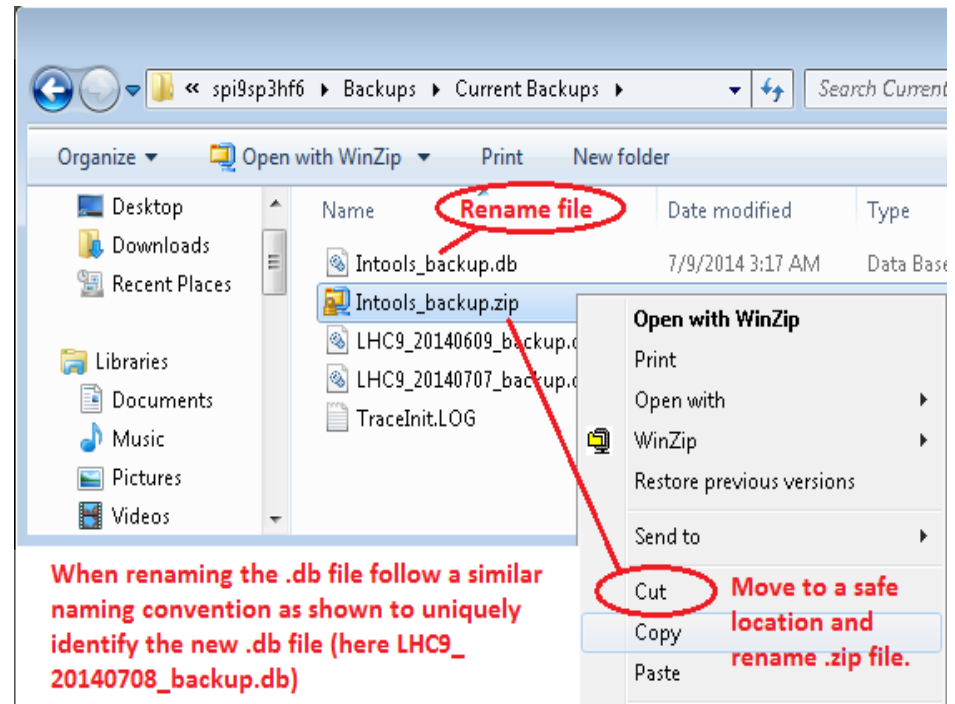 « spi9sp3hf6 ▸ Backups ▸ Current Backups ▸
Search Current
Organize
Open with WinZip
Print
New folder
Desktop
Downloads
Recent Places
Libraries
Documents
Music
Pictures
Videos
Name
Rename file
Date modified
Type
Intools_backup.db
7/9/2014 3:17 AM
Data Base
Intools_backup.zip
LHC9_20140609_backup.
LHC9_20140707_backup.
TraceInit.LOG
Open with WinZip
Print
Open with
WinZip
Restore previous versions
Send to
Cut
Copy
Paste
Move to a safe
location and
rename .zip file.
When renaming the .db file follow a similar
naming convention as shown to uniquely
identify the new .db file (here LHC9_
20140708_backup.db)